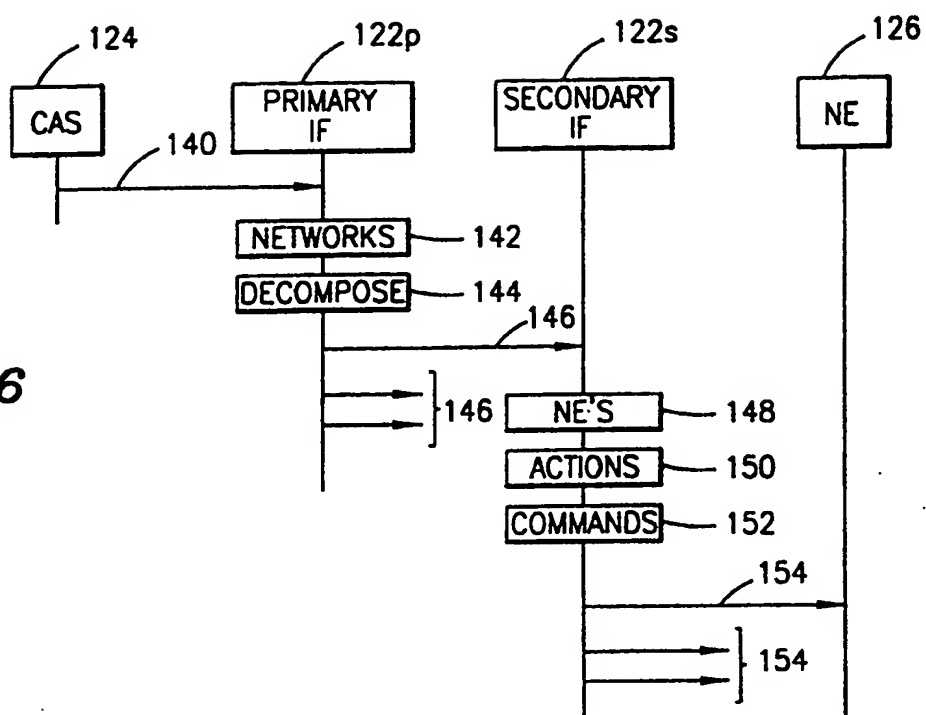 124
122p
122s
126
CAS
PRIMARY
IF
SECONDARY
IF
NE
140
NETWORKS
142
DECOMPOSE
144
146
6
146
NE'S
148
ACTIONS
150
COMMANDS
152
154
154